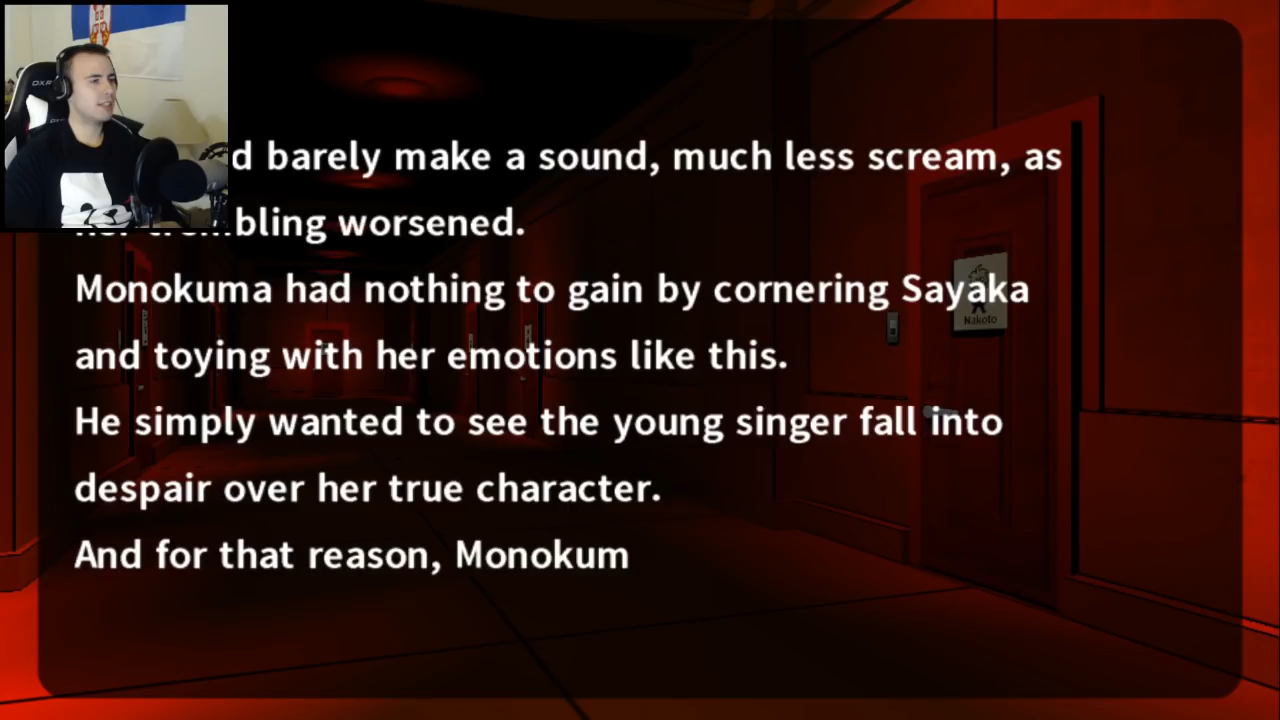 d barely make a sound, much less scream, as
bling worsened.
Monokuma had nothing to gain by cornering Sayaka
and toying with her emotions like this.
He simply wanted to see the young singer fall into
despair over her true character.
And for that reason, Monokum
Nakoto